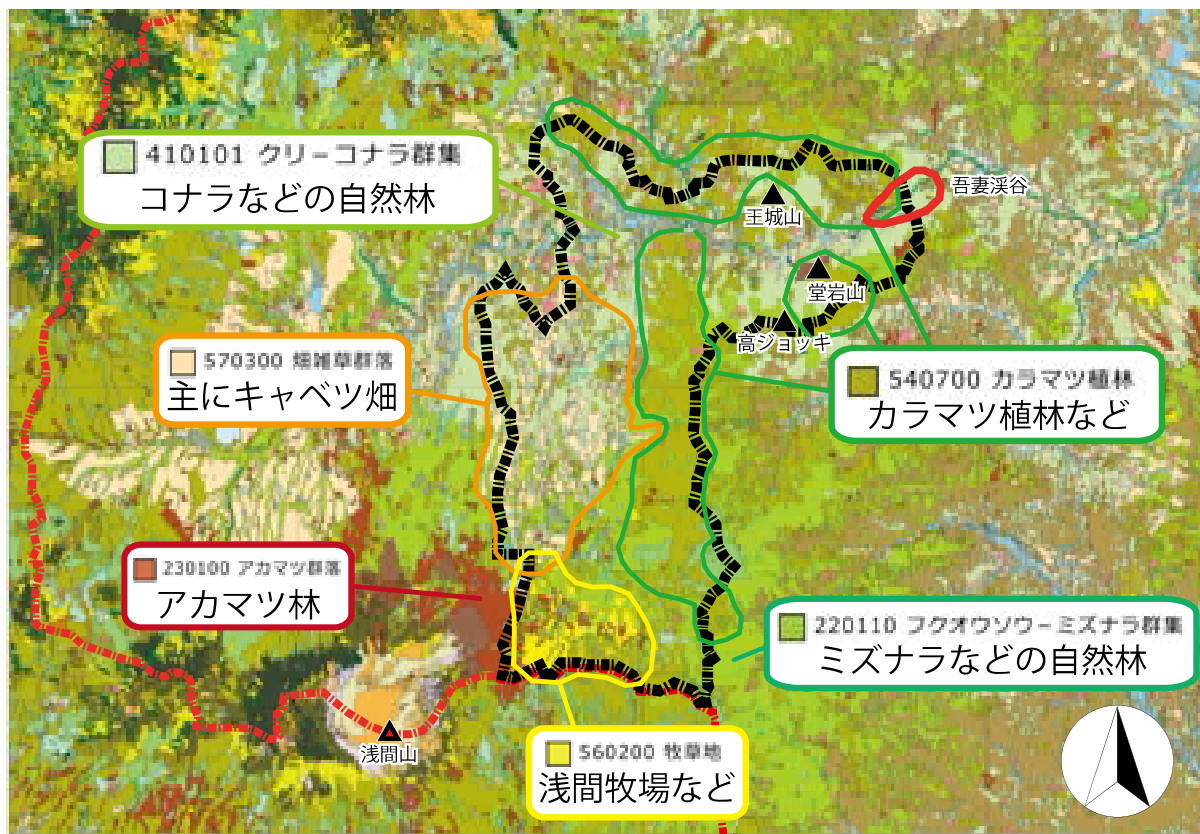 410101 クリーコナラ群集
コナラなどの自然林
吾妻渓谷
王城山
堂岩山
高ジョッキ
570300 畑雑草群落
主にキャベツ畑
540700 カラマツ植林
カラマツ植林など
230100 アカマツ群落
アカマツ林
220110 フクオウソウーミズナラ群集
ミズナラなどの自然林
浅間山
560200 牧草地
浅間牧場など